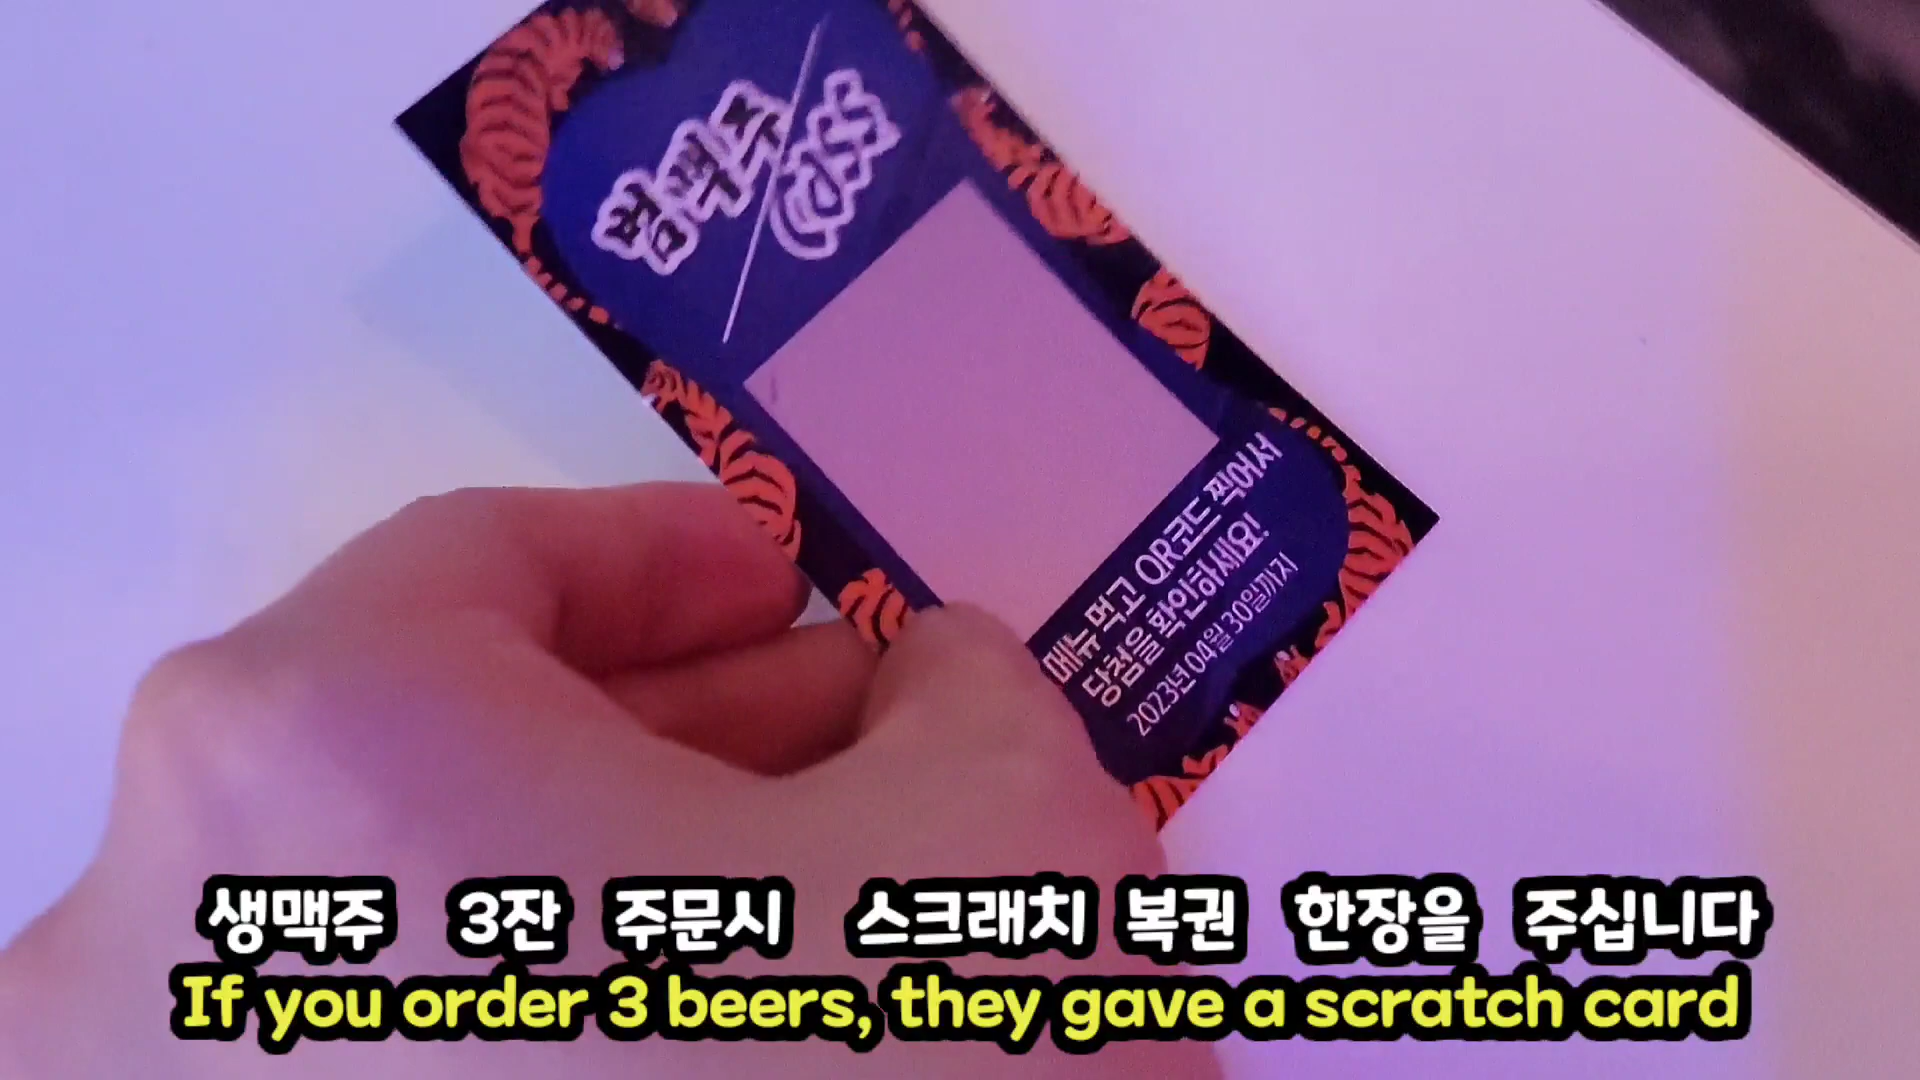 범맥주
메뉴 먹고 QR코드 찍어서
당첨을 확인하세요!
2023년 04월 30일까지
생맥주 3잔 주문시 스크래치 복권 한장을 주십니다
If you order 3 beers, they gave a scratch card